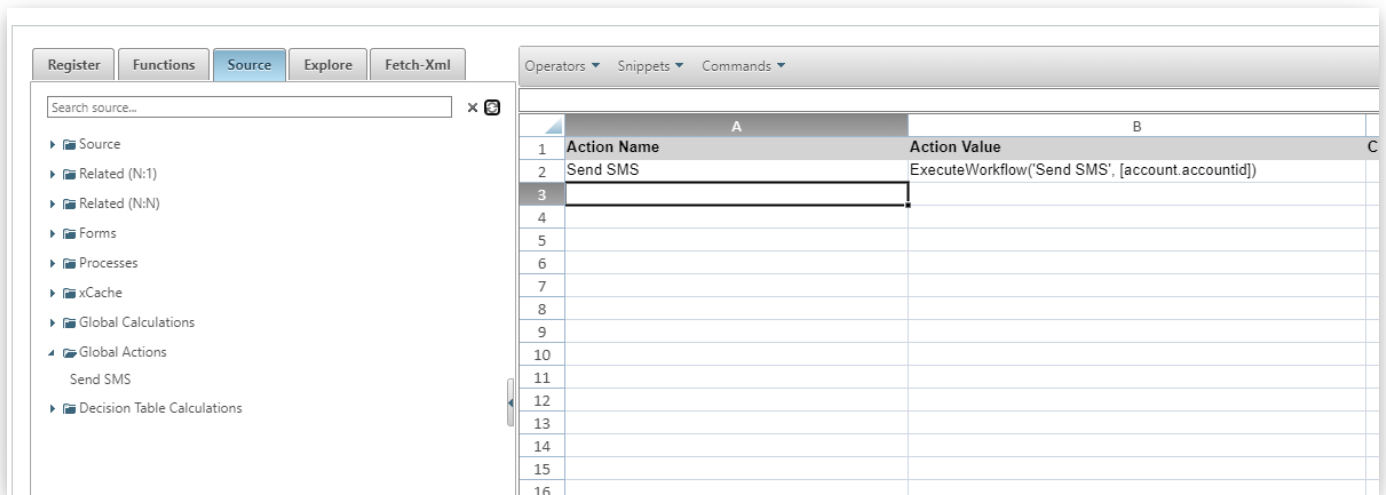 Register Functions Source Explore Fetch-Xml
Search source...
Source
Related (N:1)
Related (N:N)
Forms
Processes
xCache
Global Calculations
Global Actions
Send SMS
Decision Table Calculations
Operators Snippets Commands
A B
1 Action Name Action Value C
2 Send SMS ExecuteWorkflow('Send SMS', [account.accountid])
3
4
5
6
7
8
9
10
11
12
13
14
15
16